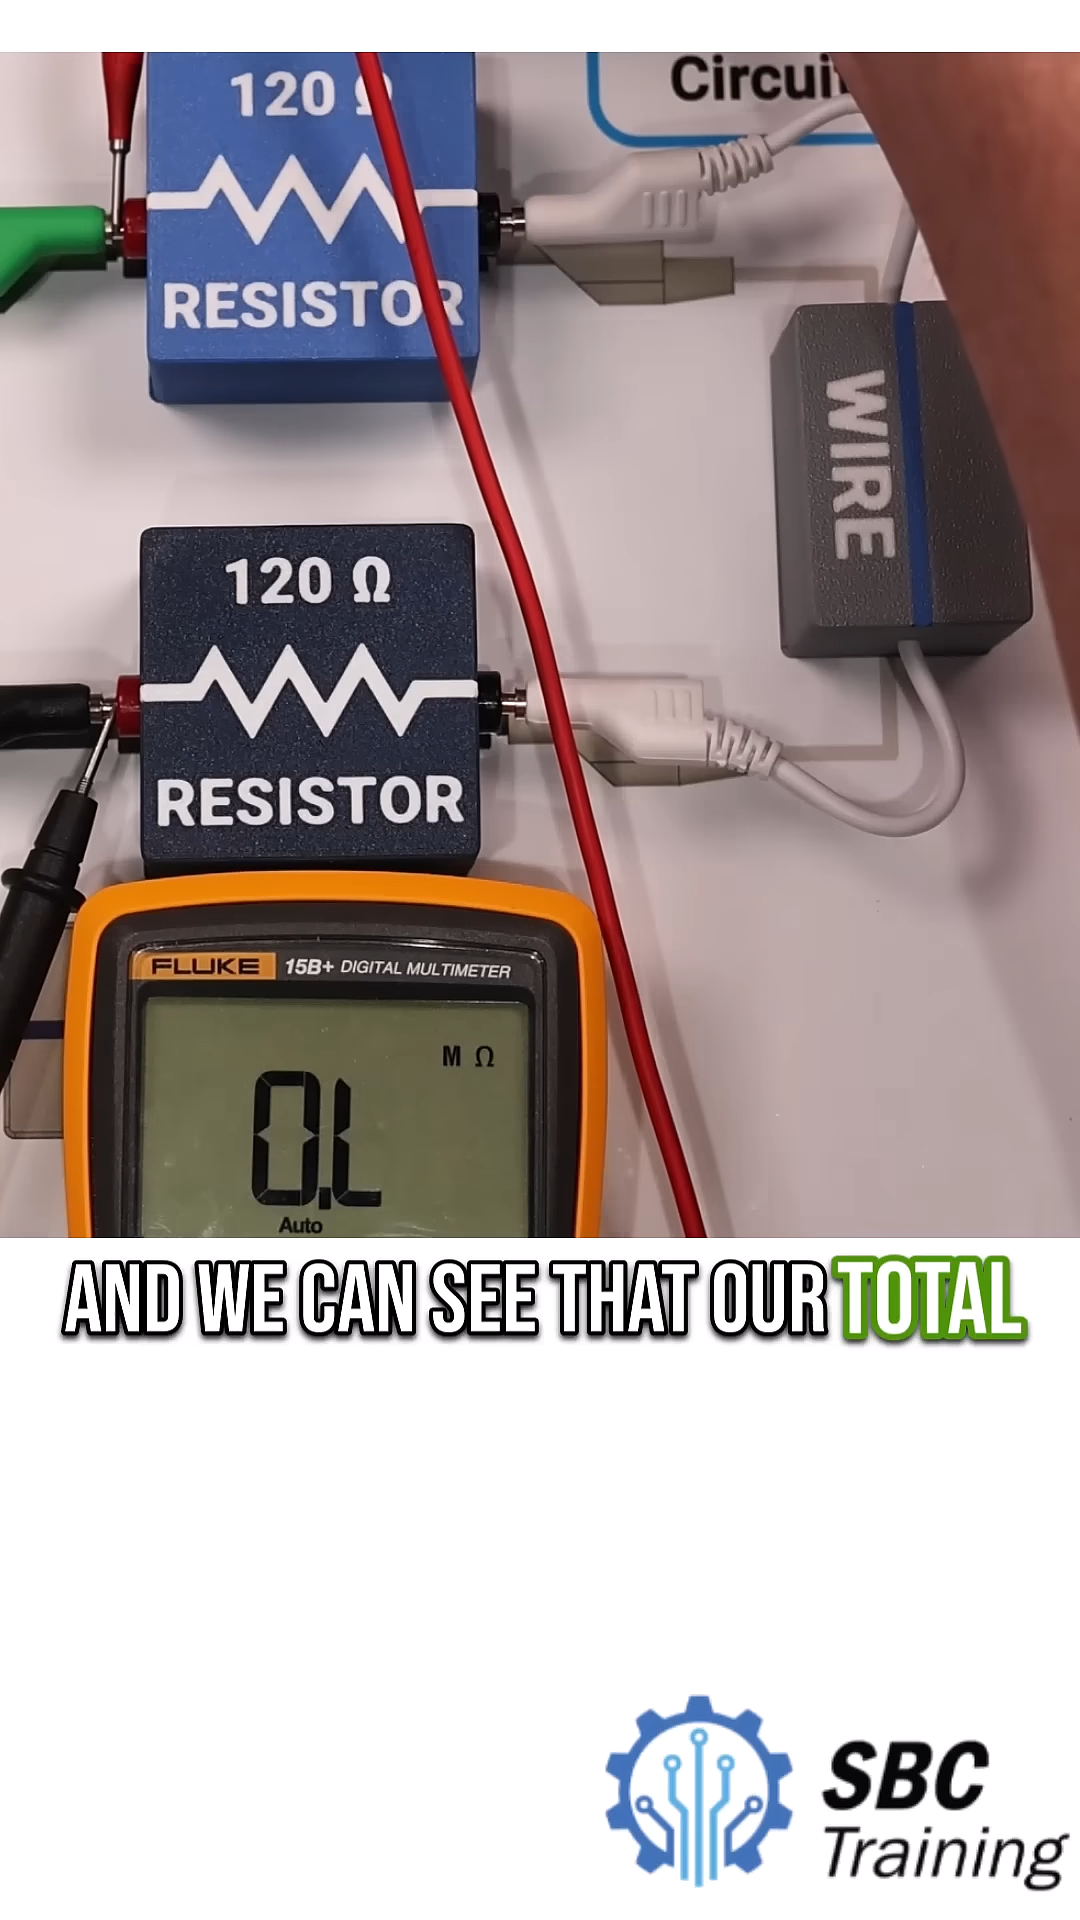 Circuit
120 Ω
RESISTOR
WIRE
120 Ω
RESISTOR
FLUKE 15B+ DIGITAL MULTIMETER
M Ω
0.L
Auto
AND WE CAN SEE THAT OUR TOTAL
SBC
Training